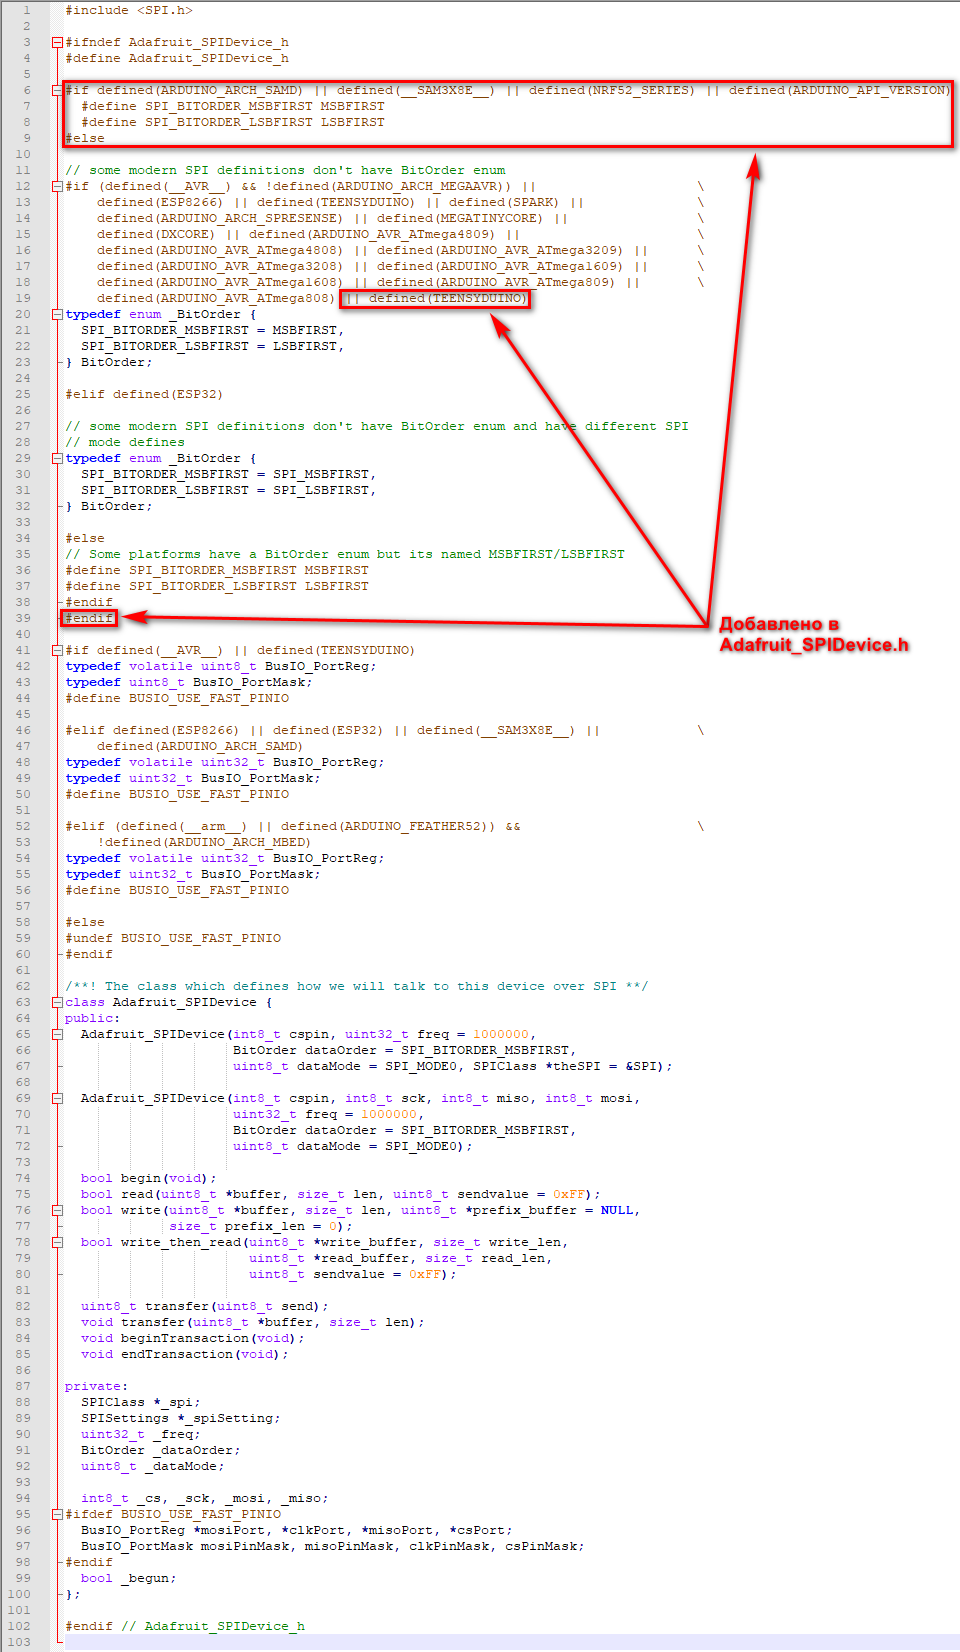 1 #include <SPI.h>
2
3 #ifndef Adafruit_SPIDevice_h
4 #define Adafruit_SPIDevice_h
5
6 #if defined(ARDUINO_ARCH_SAMD) || defined(__SAM3X8E__) || defined(NRF52_SERIES) || defined(ARDUINO_API_VERSION)
7   #define SPI_BITORDER_MSBFIRST MSBFIRST
8   #define SPI_BITORDER_LSBFIRST LSBFIRST
9 #else
10
11 // some modern SPI definitions don't have BitOrder enum
12 #if (defined(__AVR__) && !defined(ARDUINO_ARCH_MEGAAVR)) || \
13     defined(ESP8266) || defined(TEENSYDUINO) || defined(SPARK) || \
14     defined(ARDUINO_ARCH_SPRESENSE) || defined(MEGATINYCORE) || \
15     defined(DXCORE) || defined(ARDUINO_AVR_ATmega4809) || \
16     defined(ARDUINO_AVR_ATmega4808) || defined(ARDUINO_AVR_ATmega3209) || \
17     defined(ARDUINO_AVR_ATmega3208) || defined(ARDUINO_AVR_ATmega1609) || \
18     defined(ARDUINO_AVR_ATmega1608) || defined(ARDUINO_AVR_ATmega809) || \
19     defined(ARDUINO_AVR_ATmega808) || defined(TEENSYDUINO)
20 typedef enum _BitOrder {
21   SPI_BITORDER_MSBFIRST = MSBFIRST,
22   SPI_BITORDER_LSBFIRST = LSBFIRST,
23 } BitOrder;
24
25 #elif defined(ESP32)
26
27 // some modern SPI definitions don't have BitOrder enum and have different SPI
28 // mode defines
29 typedef enum _BitOrder {
30   SPI_BITORDER_MSBFIRST = SPI_MSBFIRST,
31   SPI_BITORDER_LSBFIRST = SPI_LSBFIRST,
32 } BitOrder;
33
34 #else
35 // Some platforms have a BitOrder enum but its named MSBFIRST/LSBFIRST
36 #define SPI_BITORDER_MSBFIRST MSBFIRST
37 #define SPI_BITORDER_LSBFIRST LSBFIRST
38 #endif
39 #endif
Добавлено в
Adafruit_SPIDevice.h
40
41 #if defined(__AVR__) || defined(TEENSYDUINO)
42 typedef volatile uint8_t BusIO_PortReg;
43 typedef uint8_t BusIO_PortMask;
44 #define BUSIO_USE_FAST_PINIO
45
46 #elif defined(ESP8266) || defined(ESP32) || defined(__SAM3X8E__) || \
47     defined(ARDUINO_ARCH_SAMD)
48 typedef volatile uint32_t BusIO_PortReg;
49 typedef uint32_t BusIO_PortMask;
50 #define BUSIO_USE_FAST_PINIO
51
52 #elif (defined(__arm__) || defined(ARDUINO_FEATHER52)) && \
53     !defined(ARDUINO_ARCH_MBED)
54 typedef volatile uint32_t BusIO_PortReg;
55 typedef uint32_t BusIO_PortMask;
56 #define BUSIO_USE_FAST_PINIO
57
58 #else
59 #undef BUSIO_USE_FAST_PINIO
60 #endif
61
62 /**! The class which defines how we will talk to this device over SPI **/
63 class Adafruit_SPIDevice {
64 public:
65   Adafruit_SPIDevice(int8_t cspin, uint32_t freq = 1000000,
66                      BitOrder dataOrder = SPI_BITORDER_MSBFIRST,
67                      uint8_t dataMode = SPI_MODE0, SPIClass *theSPI = &SPI);
68
69   Adafruit_SPIDevice(int8_t cspin, int8_t sck, int8_t miso, int8_t mosi,
70                      uint32_t freq = 1000000,
71                      BitOrder dataOrder = SPI_BITORDER_MSBFIRST,
72                      uint8_t dataMode = SPI_MODE0);
73
74   bool begin(void);
75   bool read(uint8_t *buffer, size_t len, uint8_t sendvalue = 0xFF);
76   bool write(uint8_t *buffer, size_t len, uint8_t *prefix_buffer = NULL,
77              size_t prefix_len = 0);
78   bool write_then_read(uint8_t *write_buffer, size_t write_len,
79                        uint8_t *read_buffer, size_t read_len,
80                        uint8_t sendvalue = 0xFF);
81
82   uint8_t transfer(uint8_t send);
83   void transfer(uint8_t *buffer, size_t len);
84   void beginTransaction(void);
85   void endTransaction(void);
86
87 private:
88   SPIClass *_spi;
89   SPISettings *_spiSetting;
90   uint32_t _freq;
91   BitOrder _dataOrder;
92   uint8_t _dataMode;
93
94   int8_t _cs, _sck, _mosi, _miso;
95 #ifdef BUSIO_USE_FAST_PINIO
96   BusIO_PortReg *mosiPort, *clkPort, *misoPort, *csPort;
97   BusIO_PortMask mosiPinMask, misoPinMask, clkPinMask, csPinMask;
98 #endif
99   bool _begun;
100 };
101
102 #endif // Adafruit_SPIDevice_h
103